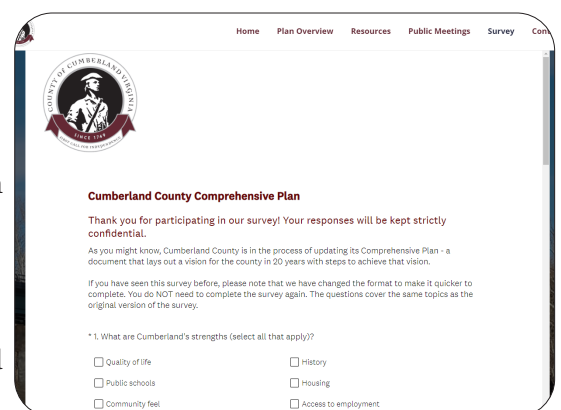 Home Plan Overview Resources Public Meetings Survey
COUNTY OF CUMBERLAND VIRGINIA
SINCE 1749
FIRST CALL FOR INDEPENDENCE
Cumberland County Comprehensive Plan
Thank you for participating in our survey! Your responses will be kept strictly
confidential.
As you might know, Cumberland County is in the process of updating its Comprehensive Plan - a
document that lays out a vision for the county in 20 years with steps to achieve that vision.
If you have seen this survey before, please note that we have changed the format to make it quicker to
complete. You do NOT need to complete the survey again. The questions cover the same topics as the
original version of the survey.
* 1. What are Cumberland's strengths (select all that apply)?
Quality of life History
Public schools Housing
Community feel Access to employment